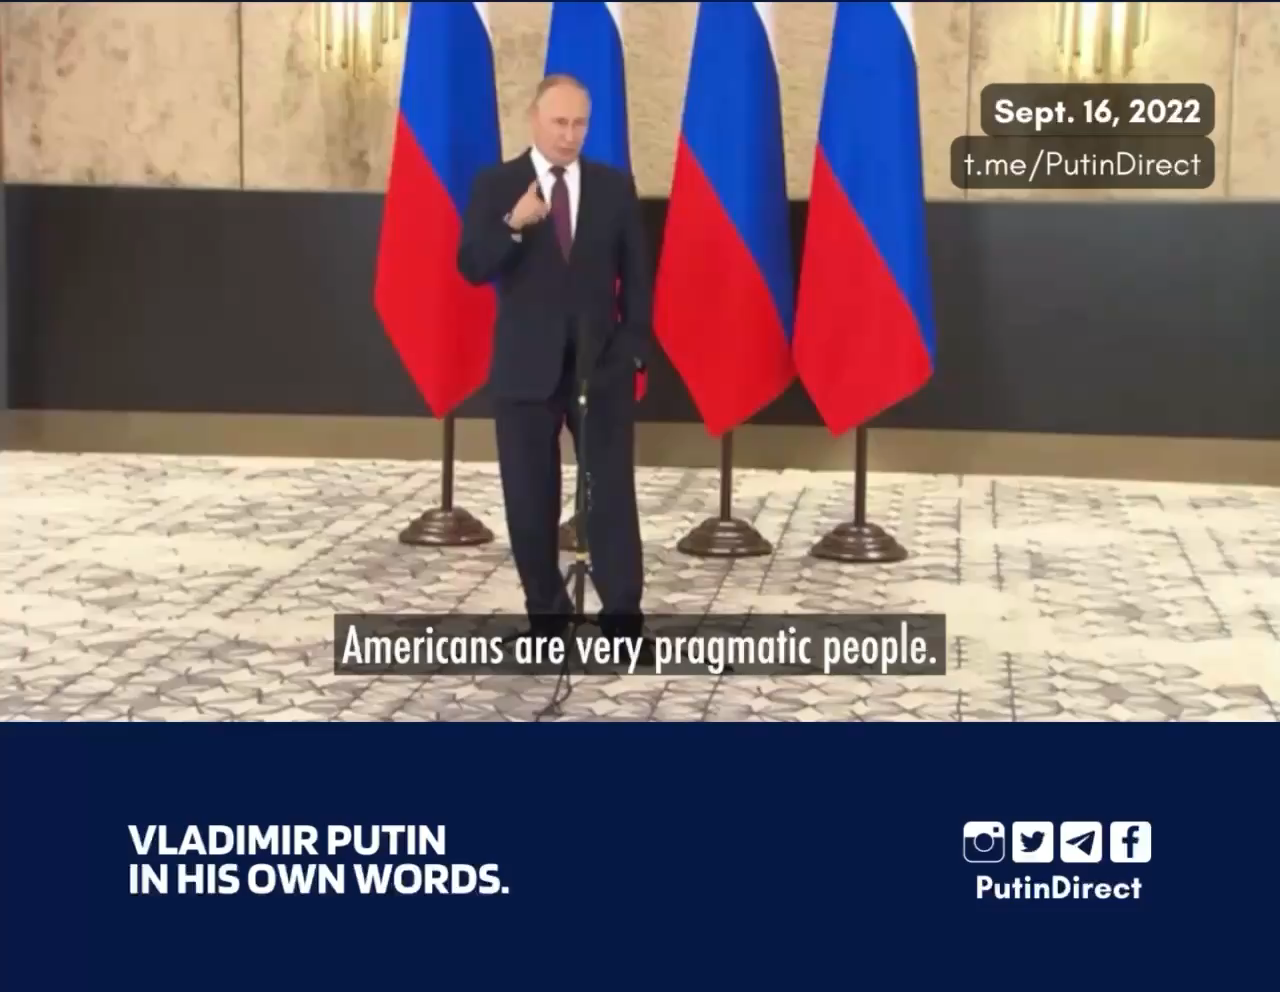 Sept. 16, 2022
t.me/PutinDirect
Americans are very pragmatic people.
VLADIMIR PUTIN
IN HIS OWN WORDS.
PutinDirect